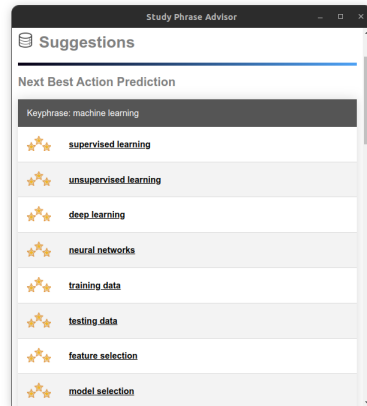 Study Phrase Advisor
Suggestions
Next Best Action Prediction
Keyphrase: machine learning
supervised learning
unsupervised learning
deep learning
neural networks
training data
testing data
feature selection
model selection